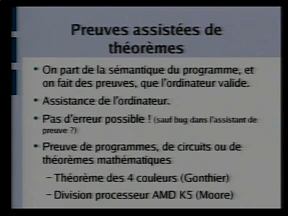 Preuves assistées de
théorèmes
• On part de la sémantique du programme, et
on fait des preuves, que l'ordinateur valide.
• Assistance de l'ordinateur.
• Pas d'erreur possible ! (sauf bug dans l'assistant de
preuve ?)
• Preuve de programmes, de circuits ou de
théorèmes mathématiques
– Théorème des 4 couleurs (Gonthier)
– Division processeur AMD K5 (Moore)